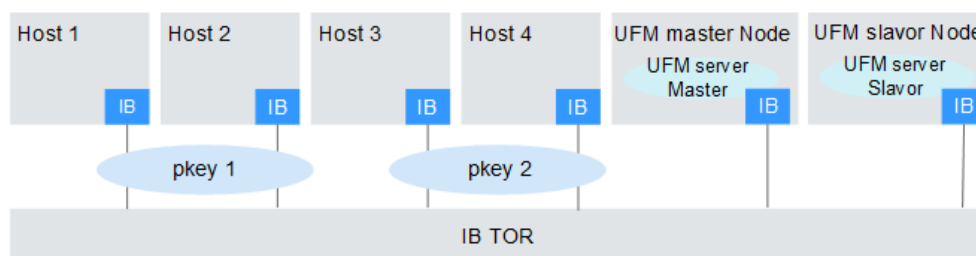 Host 1
Host 2
Host 3
Host 4
UFM master Node
UFM slavor Node
UFM server
Master
UFM server
Slavor
IB
IB
IB
IB
IB
IB
pkey 1
pkey 2
IB TOR